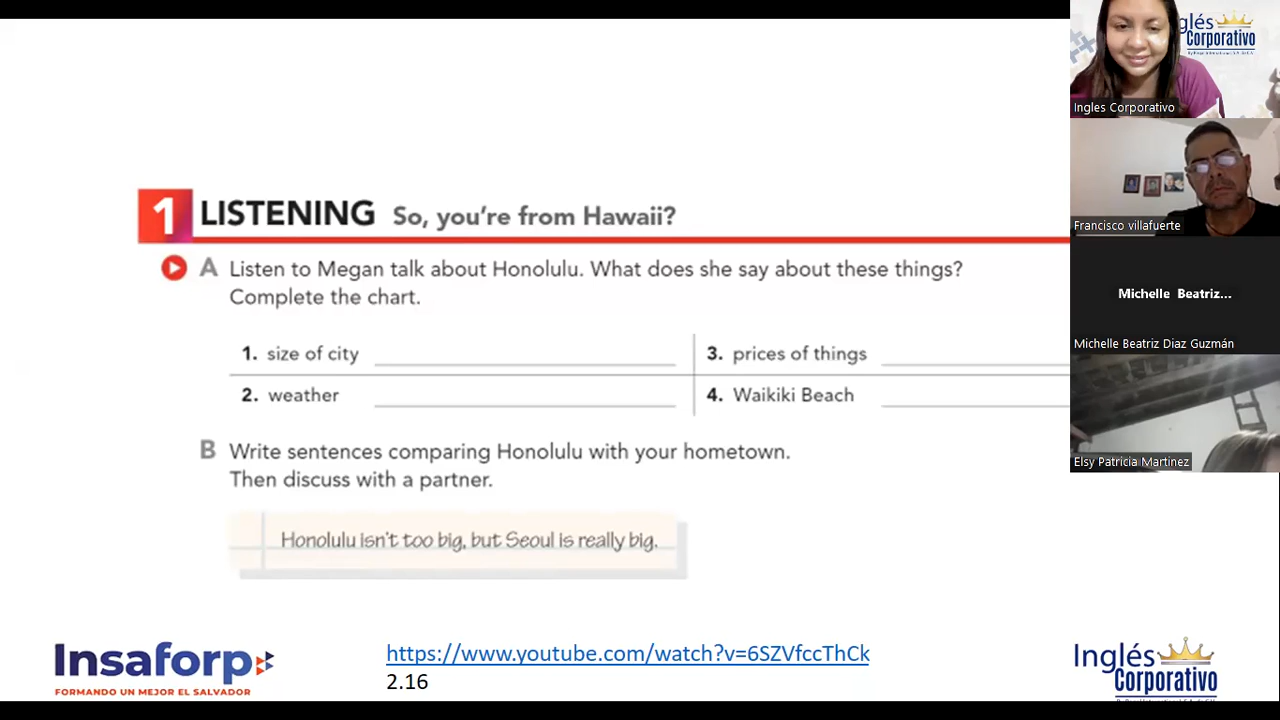 1 LISTENING So, you're from Hawaii?
A Listen to Megan talk about Honolulu. What does she say about these things?
Complete the chart.
1. size of city
3. prices of things
2. weather
4. Waikiki Beach
B Write sentences comparing Honolulu with your hometown.
Then discuss with a partner.
Honolulu isn't too big, but Seoul is really big.
Insaforp
FORMANDO UN MEJOR EL SALVADOR
https://www.youtube.com/watch?v=6SZVfccThCk
2.16
Inglés
Corporativo
glés
Corporativo
Ingles Corporativo
Francisco villafuerte
Michelle Beatriz...
Michelle Beatriz Diaz Guzmán
Elsy Patricia Martinez